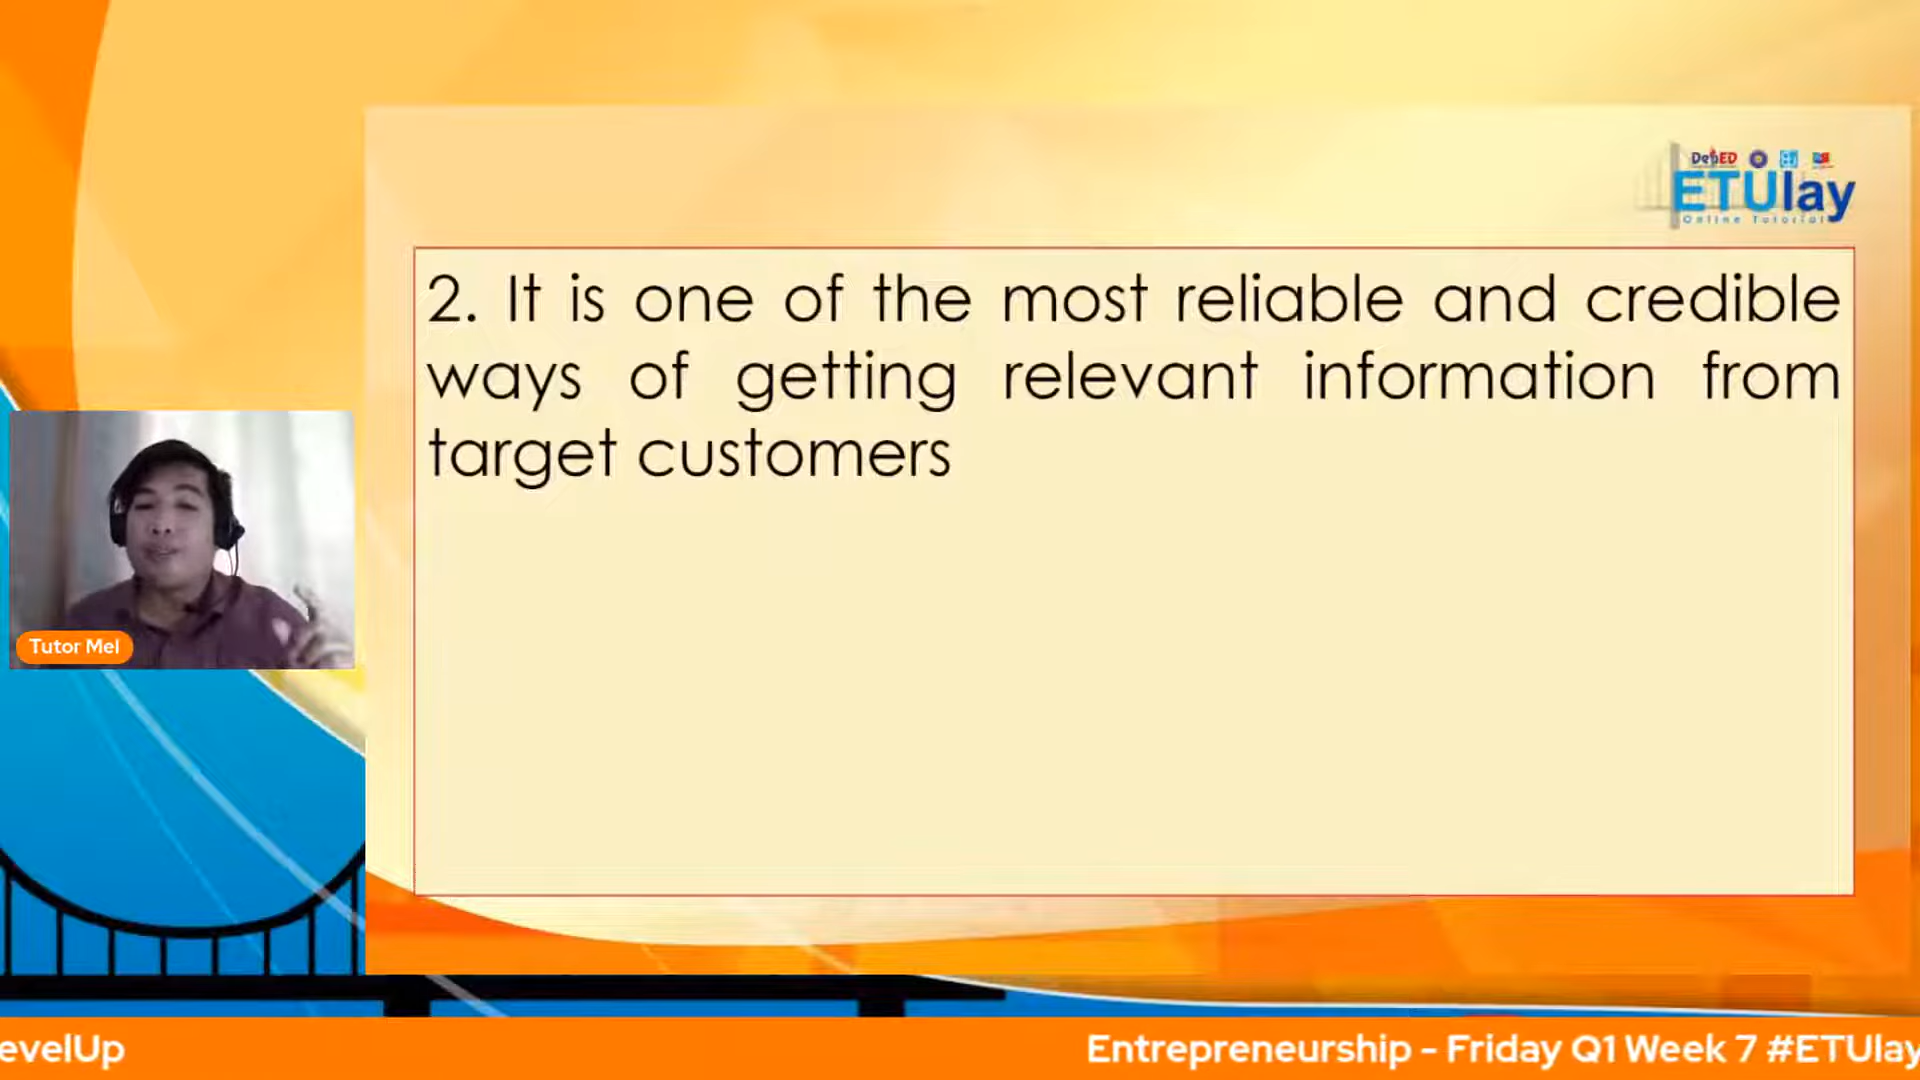 DepED
ETUlay
Online Tutorial
2. It is one of the most reliable and credible
ways of getting relevant information from
target customers
Tutor Mel
evelUp
Entrepreneurship - Friday Q1 Week 7 #ETUlay